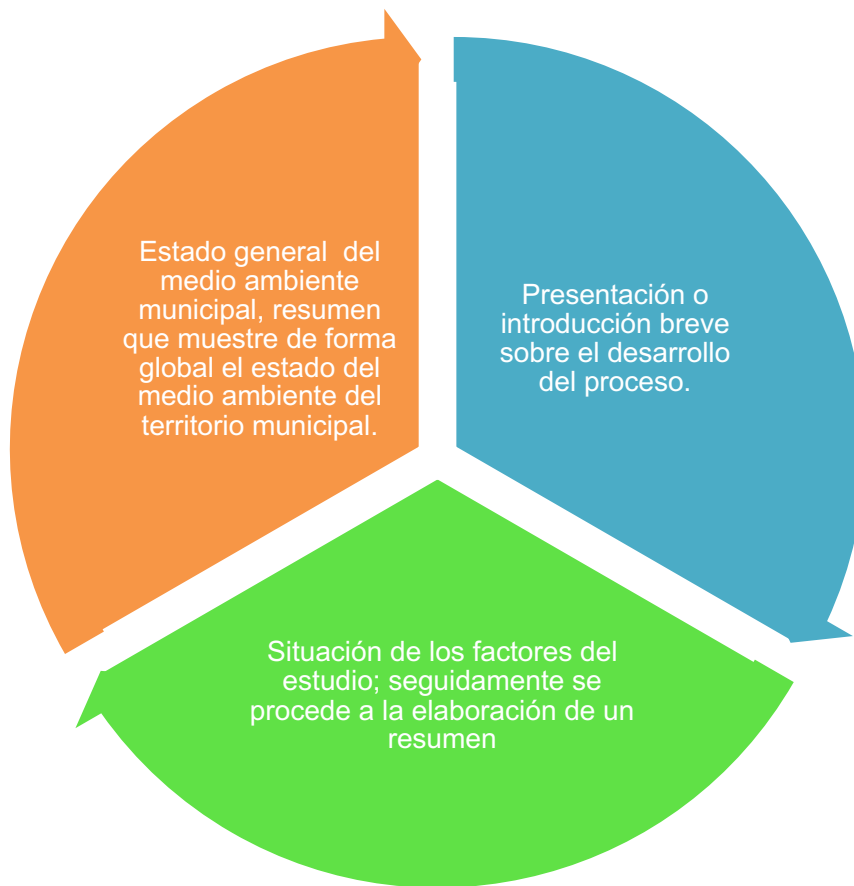 Estado general del
medio ambiente
municipal, resumen
que muestre de forma
global el estado del
medio ambiente del
territorio municipal.
Presentación o
introducción breve
sobre el desarrollo
del proceso.
Situación de los factores del
estudio; seguidamente se
procede a la elaboración de un
resumen